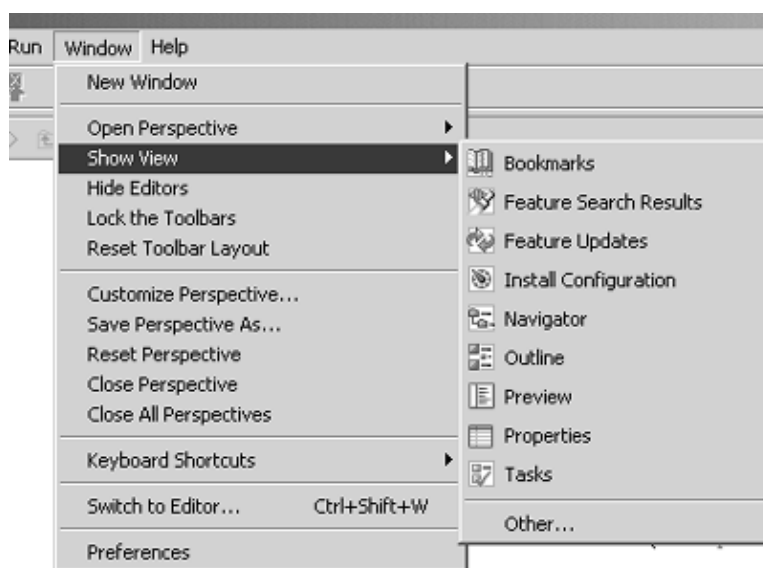 Run Window Help
New Window
Open Perspective
Show View
Hide Editors
Lock the Toolbars
Reset Toolbar Layout
Customize Perspective...
Save Perspective As...
Reset Perspective
Close Perspective
Close All Perspectives
Keyboard Shortcuts
Switch to Editor... Ctrl+Shift+W
Preferences
Bookmarks
Feature Search Results
Feature Updates
Install Configuration
Navigator
Outline
Preview
Properties
Tasks
Other...